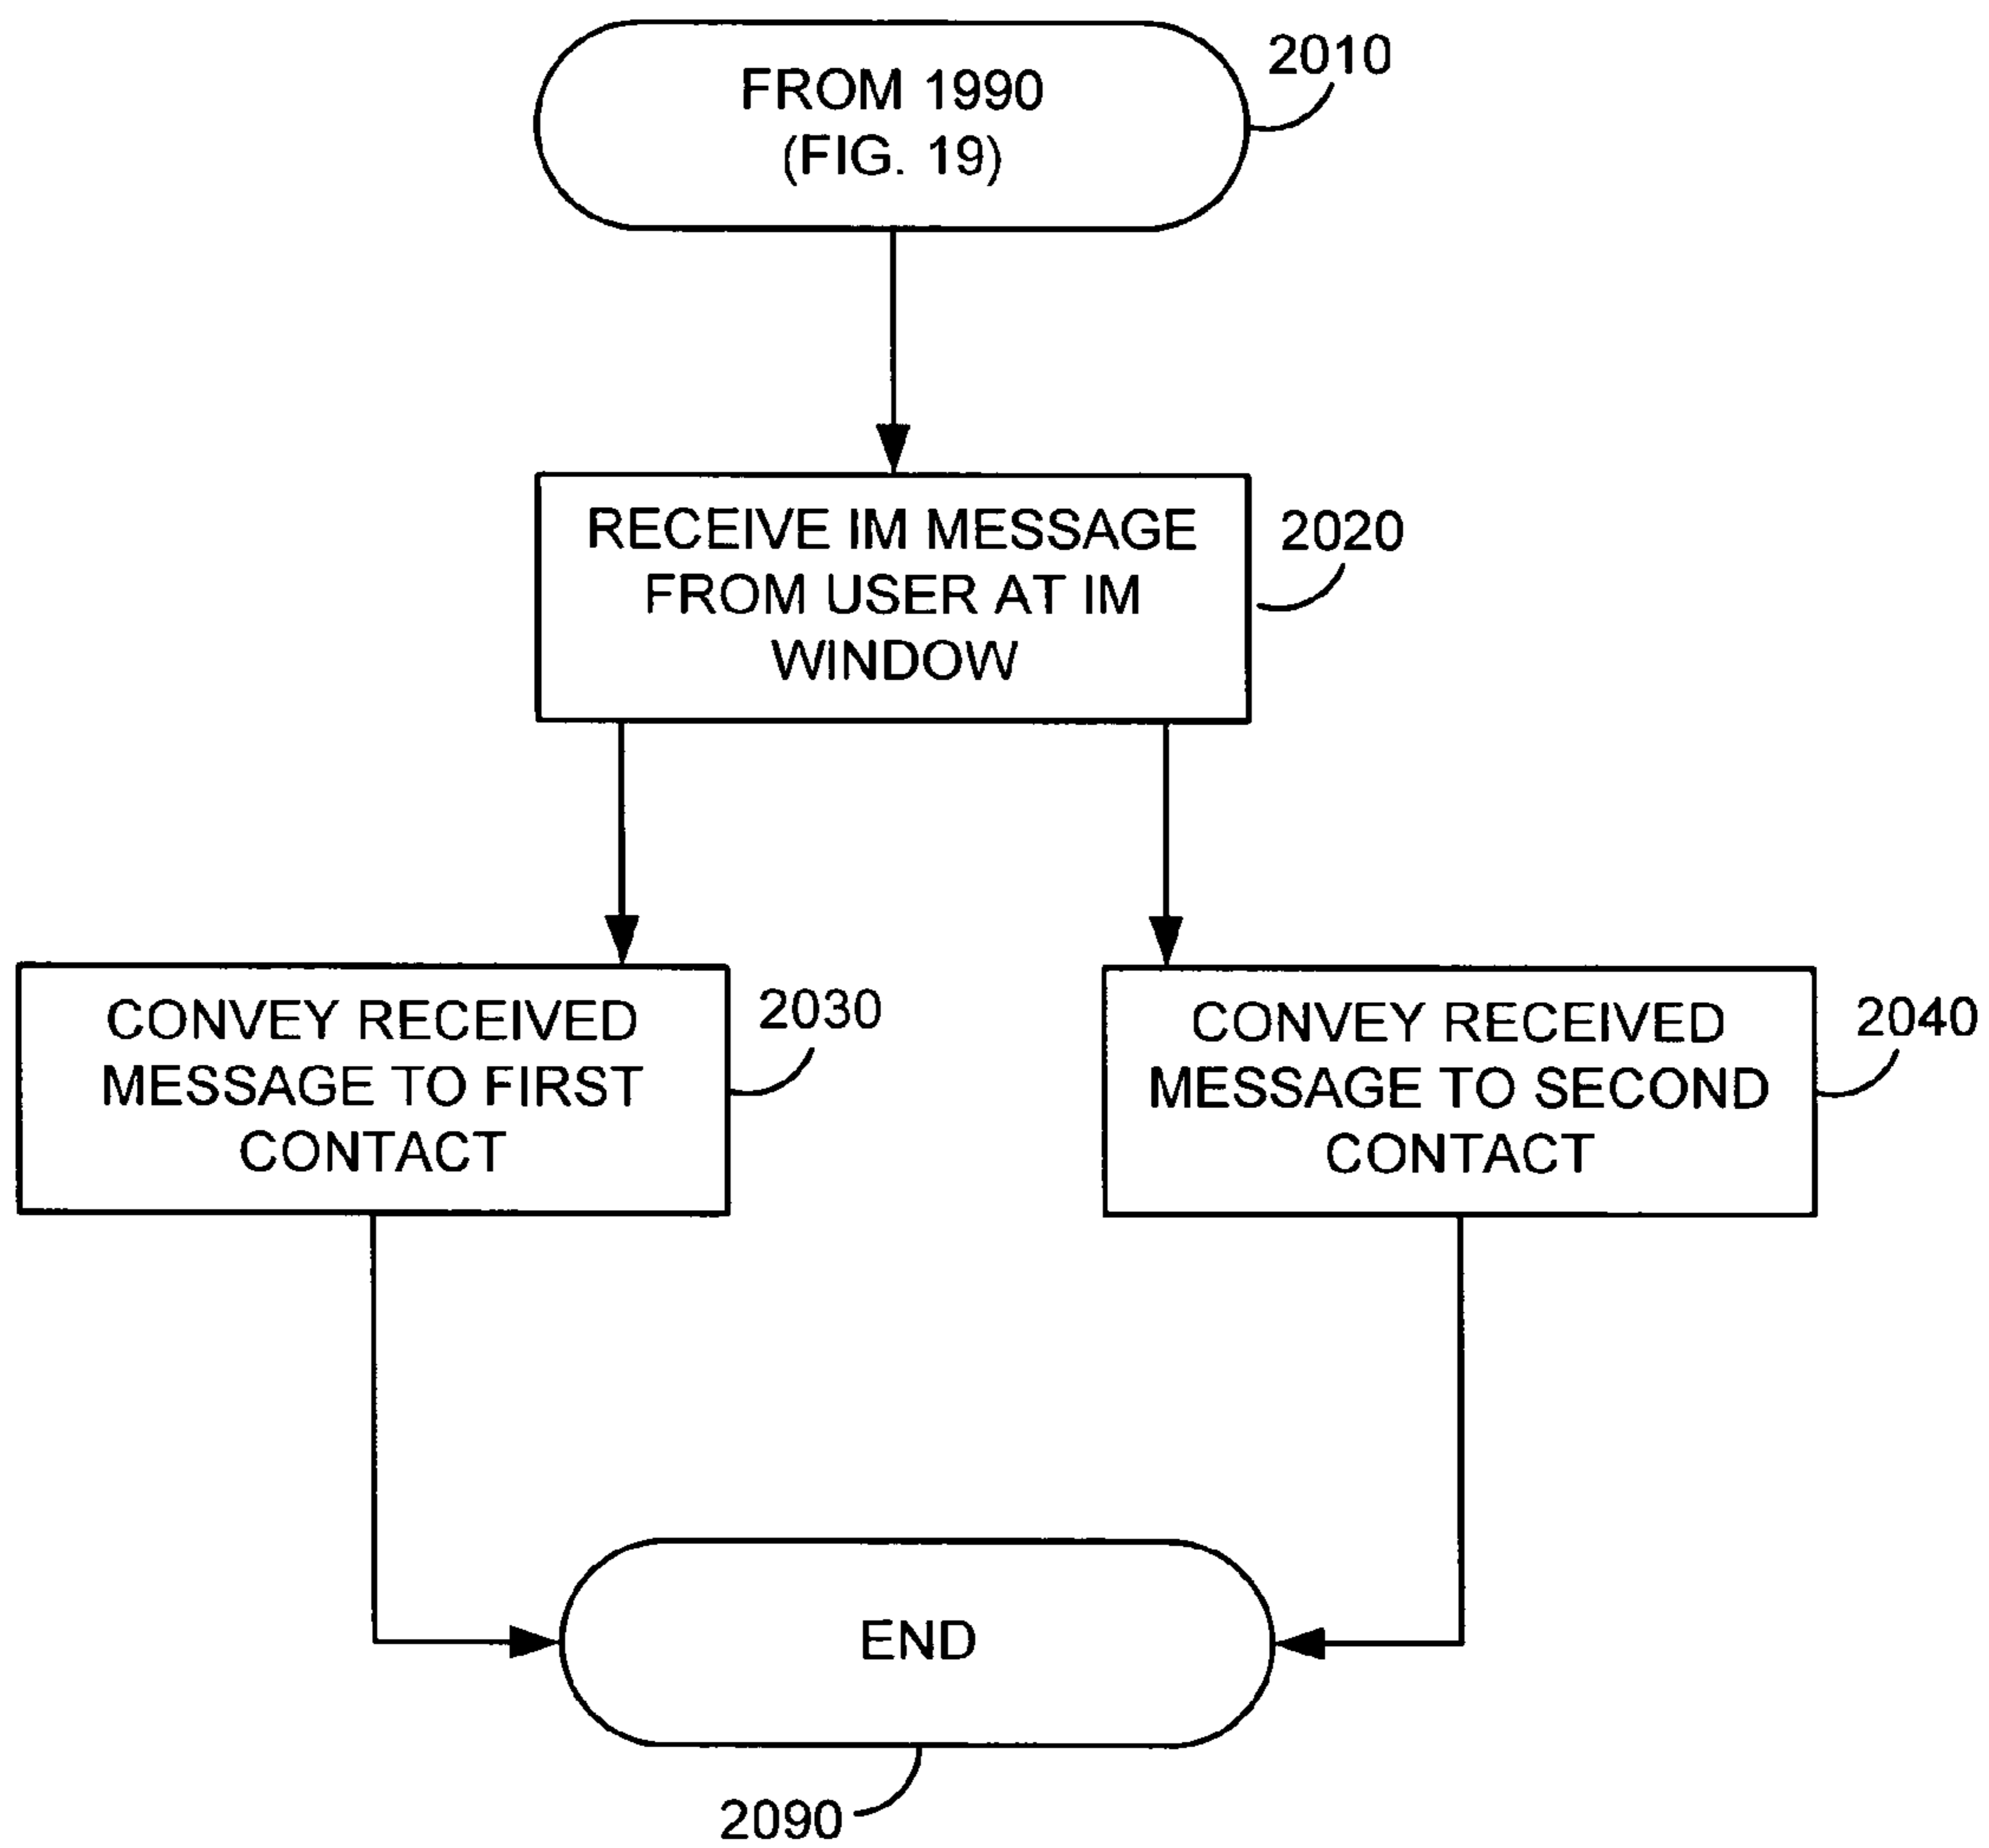 FROM 1990
(FIG. 19)
2010
RECEIVE IM MESSAGE
FROM USER AT IM
WINDOW
2020
CONVEY RECEIVED
MESSAGE TO FIRST
CONTACT
2030
CONVEY RECEIVED
MESSAGE TO SECOND
CONTACT
2040
END
2090